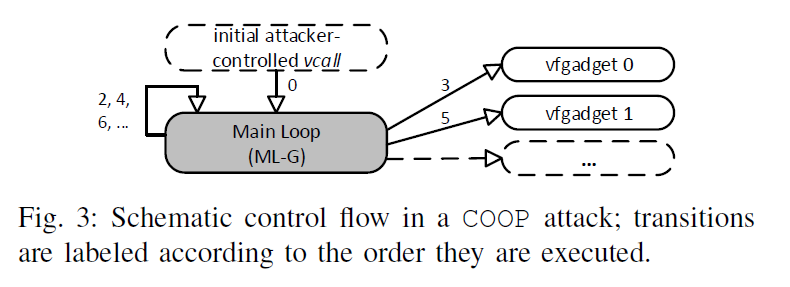 initial attacker-
controlled vcall
0
2, 4,
6, ...
Main Loop
(ML-G)
3
5
vfgadget 0
vfgadget 1
...
Fig. 3: Schematic control flow in a COOP attack; transitions
are labeled according to the order they are executed.